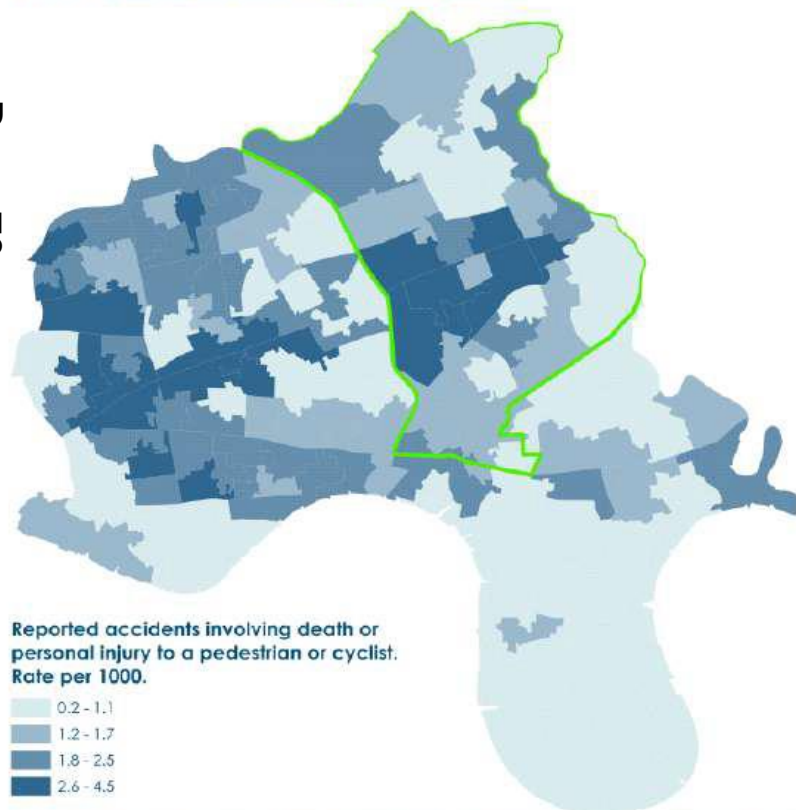 Reported accidents involving death or
personal injury to a pedestrian or cyclist.
Rate per 1000.
0.2 - 1.1
1.2 - 1.7
1.8 - 2.5
2.6 - 4.5